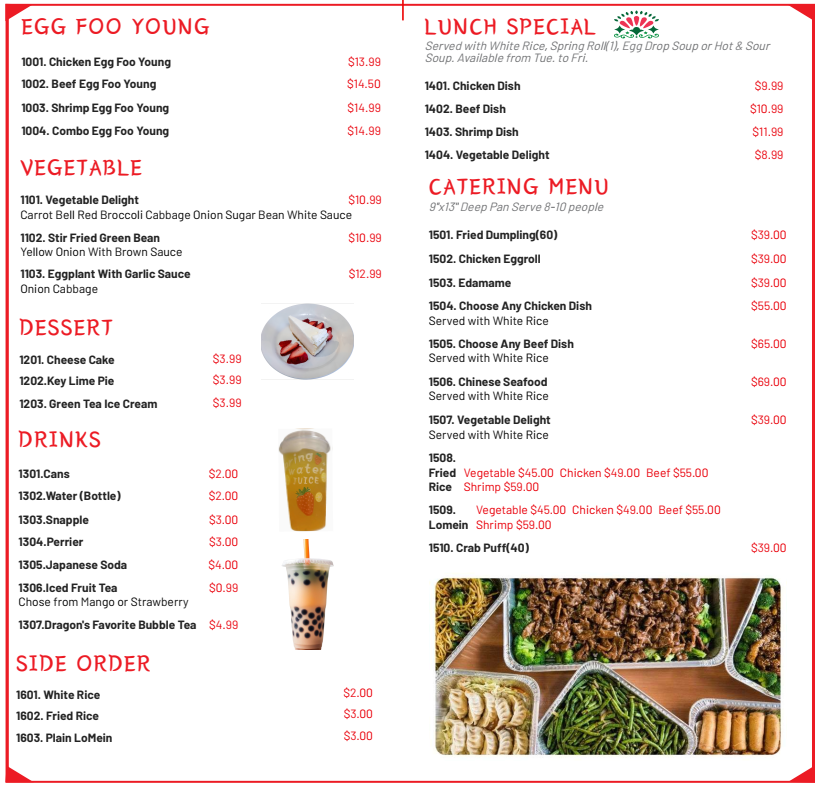 EGG FOO YOUNG
1001. Chicken Egg Foo Young $13.99
1002. Beef Egg Foo Young $14.50
1003. Shrimp Egg Foo Young $14.99
1004. Combo Egg Foo Young $14.99
VEGETABLE
1101. Vegetable Delight $10.99
Carrot Bell Red Broccoli Cabbage Onion Sugar Bean White Sauce
1102. Stir Fried Green Bean $10.99
Yellow Onion With Brown Sauce
1103. Eggplant With Garlic Sauce $12.99
Onion Cabbage
DESSERT
1201. Cheese Cake $3.99
1202.Key Lime Pie $3.99
1203. Green Tea Ice Cream $3.99
DRINKS
1301.Cans $2.00
1302.Water (Bottle) $2.00
1303.Snapple $3.00
1304.Perrier $3.00
1305.Japanese Soda $4.00
1306.Iced Fruit Tea $0.99
Chose from Mango or Strawberry
1307.Dragon's Favorite Bubble Tea $4.99
JUICE
SIDE ORDER
1601. White Rice $2.00
1602. Fried Rice $3.00
1603. Plain LoMein $3.00
LUNCH SPECIAL
Served with White Rice, Spring Roll(1), Egg Drop Soup or Hot & Sour
Soup. Available from Tue. to Fri.
1401. Chicken Dish $9.99
1402. Beef Dish $10.99
1403. Shrimp Dish $11.99
1404. Vegetable Delight $8.99
CATERING MENU
9"x13" Deep Pan Serve 8-10 people
1501. Fried Dumpling(60) $39.00
1502. Chicken Eggroll $39.00
1503. Edamame $39.00
1504. Choose Any Chicken Dish $55.00
Served with White Rice
1505. Choose Any Beef Dish $65.00
Served with White Rice
1506. Chinese Seafood $69.00
Served with White Rice
1507. Vegetable Delight $39.00
Served with White Rice
1508.
Fried Vegetable $45.00 Chicken $49.00 Beef $55.00
Rice Shrimp $59.00
1509. Vegetable $45.00 Chicken $49.00 Beef $55.00
Lomein Shrimp $59.00
1510. Crab Puff(40) $39.00